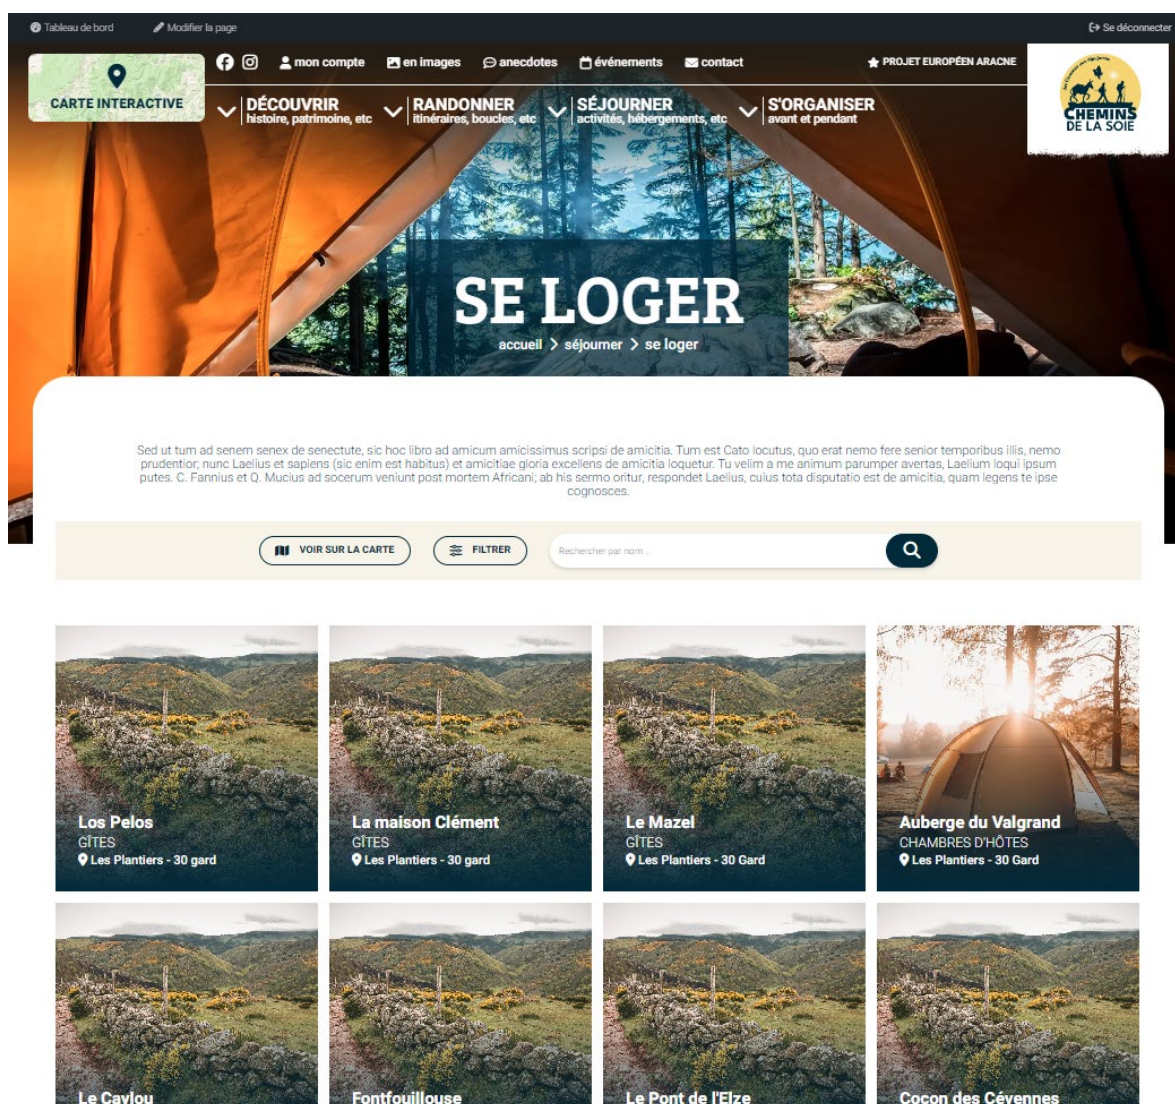 Tableau de bord
Modifier la page
Se déconnecter
CARTE INTERACTIVE
mon compte
en images
anecdotes
événements
contact
PROJET EUROPÉEN ARACNE
DÉCOUVRIR
histoire, patrimoine, etc
RANDONNER
itinéraires, boucles, etc
SÉJOURNER
activités, hébergements, etc
S'ORGANISER
avant et pendant
CHEMINS
DE LA SOIE
SE LOGER
accueil > séjourner > se loger
Sed ut tum ad senem senex de senectute, sic hoc libro ad amicum amicissimus scripsi de amicitia. Tum est Cato locutus, quo erat nemo fere senior temporibus illis, nemo
prudentior; nunc Laelius et sapiens (sic enim est habitus) et amicitiae gloria excellens de amicitia loquetur. Tu velim a me animum parumper avertas, Laelium loqui ipsum
putes. C. Fannius et Q. Mucius ad socerum veniunt post mortem Africani; ab his sermo oritur, respondet Laelius, cuius tota disputatio est de amicitia, quam legens te ipse
cognosces.
VOIR SUR LA CARTE
FILTRER
Rechercher par nom ...
Los Pelos
GÎTES
Les Plantiers - 30 gard
La maison Clément
GÎTES
Les Plantiers - 30 gard
Le Mazel
GÎTES
Les Plantiers - 30 Gard
Auberge du Valgrand
CHAMBRES D'HÔTES
Les Plantiers - 30 Gard
Le Caylou
Fontfouillouse
Le Pont de l'Elze
Cocon des Cévennes